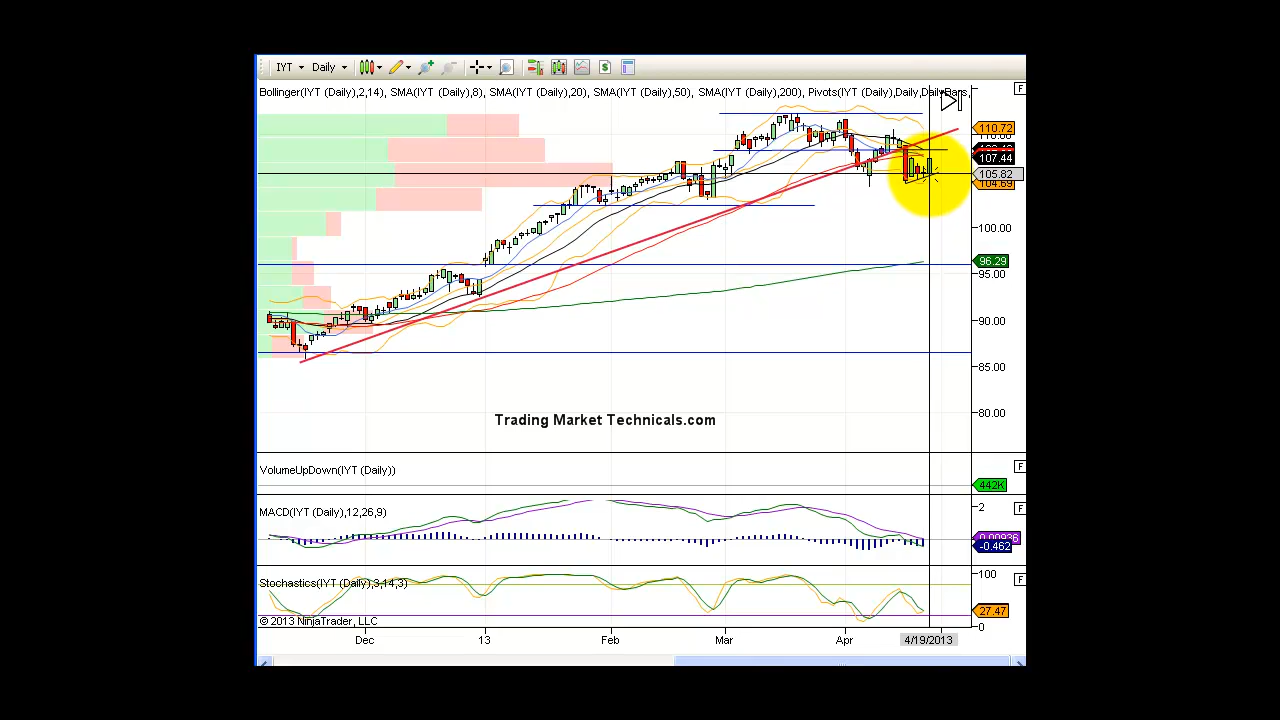 IYT Daily
Bollinger(IYT (Daily),2,14), SMA(IYT (Daily),8), SMA(IYT (Daily),20), SMA(IYT (Daily),50), SMA(IYT (Daily),200), Pivots(IYT (Daily),Daily,DailyBars,
F
110.72
107.44
105.82
104.69
100.00
96.29
95.00
90.00
85.00
80.00
Trading Market Technicals.com
VolumeUpDown(IYT (Daily))
F
442K
MACD(IYT (Daily),12,26,9)
F
2
0.00936
-0.462
Stochastics(IYT (Daily),3,14,3)
100
F
27.47
0
© 2013 NinjaTrader, LLC
Dec 13 Feb Mar Apr 4/19/2013